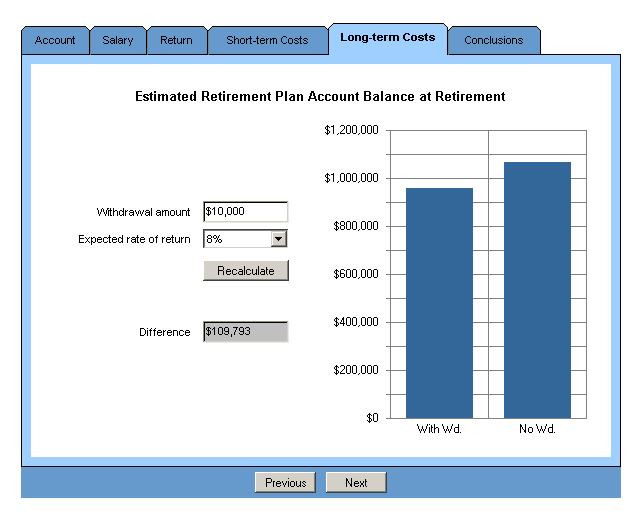 Account Salary Return Short-term Costs Long-term Costs Conclusions
Estimated Retirement Plan Account Balance at Retirement
Withdrawal amount $10,000
Expected rate of return 8%
Recalculate
Difference $109,793
$1,200,000
$1,000,000
$800,000
$600,000
$400,000
$200,000
$0
With Wd. No Wd.
Previous Next